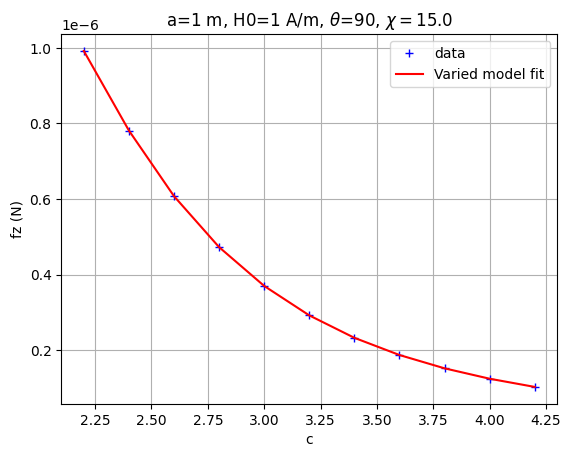 a=1 m, H0=1 A/m, θ=90, χ = 15.0
1e−6
data
Varied model fit
1.0
0.8
0.6
0.4
0.2
fz (N)
2.25 2.50 2.75 3.00 3.25 3.50 3.75 4.00 4.25
c